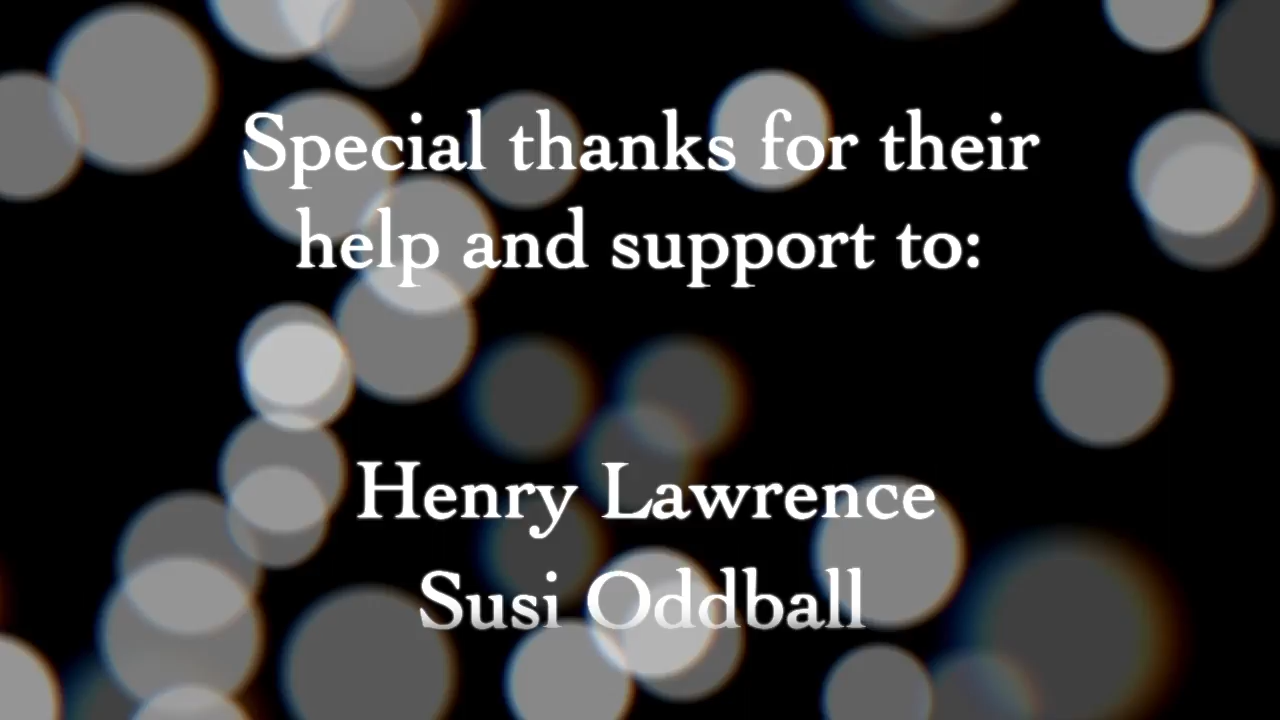 Special thanks for their
help and support to:
Henry Lawrence
Susi Oddball